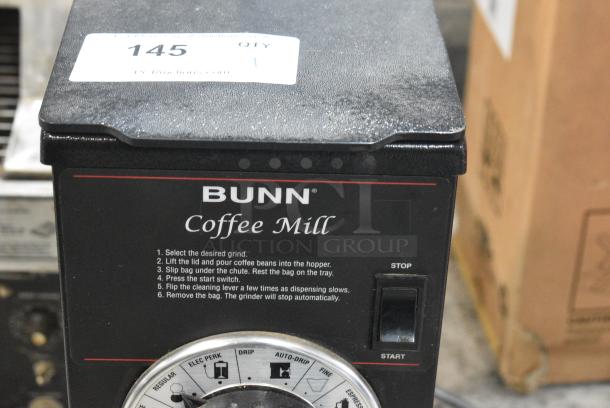 145
QTY
BUNN®
Coffee Mill
1. Select the desired grind.
2. Lift the lid and pour coffee beans into the hopper.
3. Slip bag under the chute. Rest the bag on the tray.
4. Press the start switch.
5. Flip the cleaning lever a few times as dispensing slows.
6. Remove the bag. The grinder will stop automatically.
AUCTION GROUP
STOP
START
REGULAR
ELEC PERK
DRIP
AUTO-DRIP
FINE